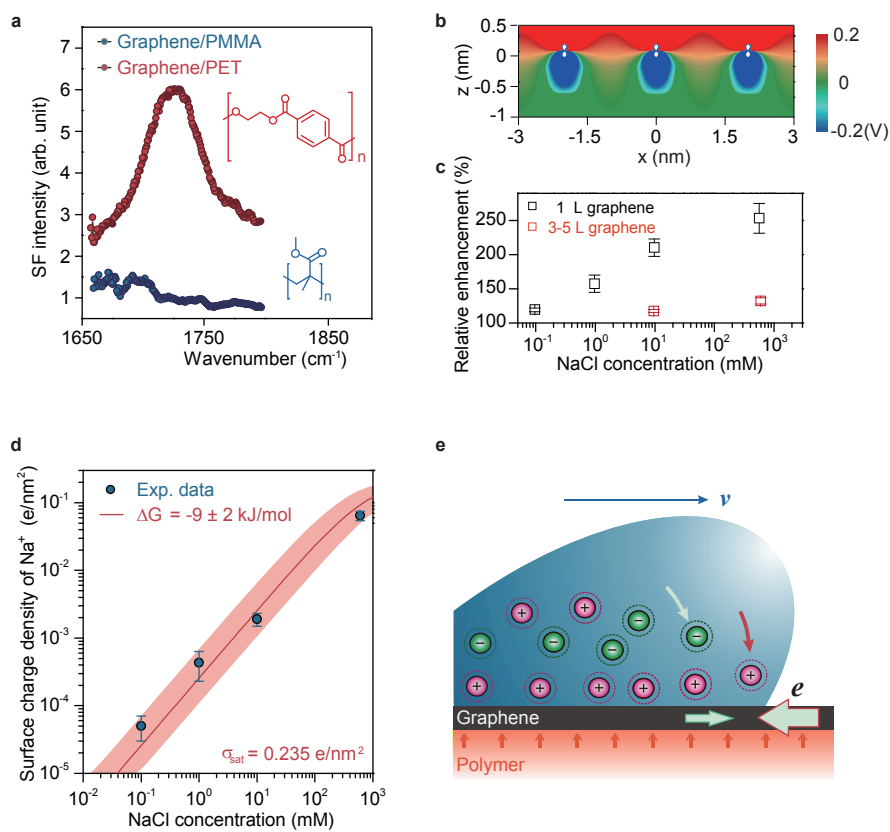 a
7
6
5
4
3
2
1
SF intensity (arb. unit)
Graphene/PMMA
Graphene/PET
O
O
O
O
n
O
O
n
1650
1750
1850
Wavenumber (cm⁻¹)
b
0.5
0
-0.5
-1
z (nm)
-3
-1.5
0
1.5
3
x (nm)
0.2
0
-0.2(V)
c
Relative enhancement (%)
250
200
150
100
1 L graphene
3-5 L graphene
10⁻¹
10⁰
10¹
10²
10³
NaCl concentration (mM)
d
Surface charge density of Na⁺ (e/nm²)
10⁻¹
10⁻²
10⁻³
10⁻⁴
10⁻⁵
Exp. data
ΔG = -9 ± 2 kJ/mol
σsat = 0.235 e/nm²
10⁻²
10⁻¹
10⁰
10¹
10²
10³
NaCl concentration (mM)
e
v
+
+
−
−
−
−
−
+
+
+
+
+
+
e
Graphene
Polymer